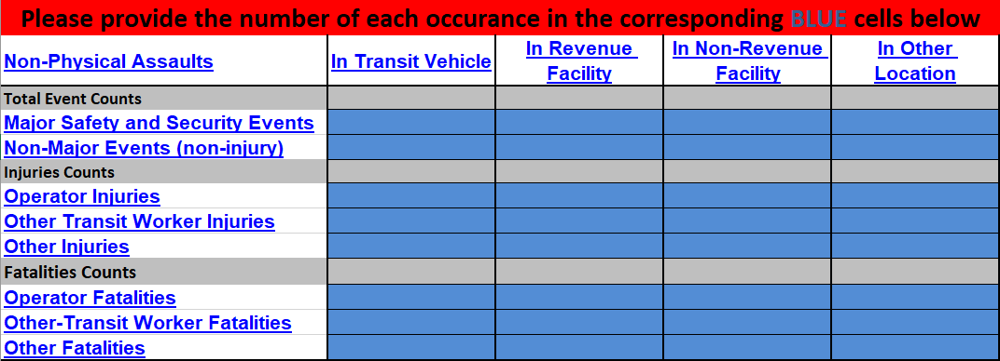 Please provide the number of each occurance in the corresponding BLUE cells below
Non-Physical Assaults In Transit Vehicle In Revenue Facility In Non-Revenue Facility In Other Location
Total Event Counts
Major Safety and Security Events
Non-Major Events (non-injury)
Injuries Counts
Operator Injuries
Other Transit Worker Injuries
Other Injuries
Fatalities Counts
Operator Fatalities
Other-Transit Worker Fatalities
Other Fatalities